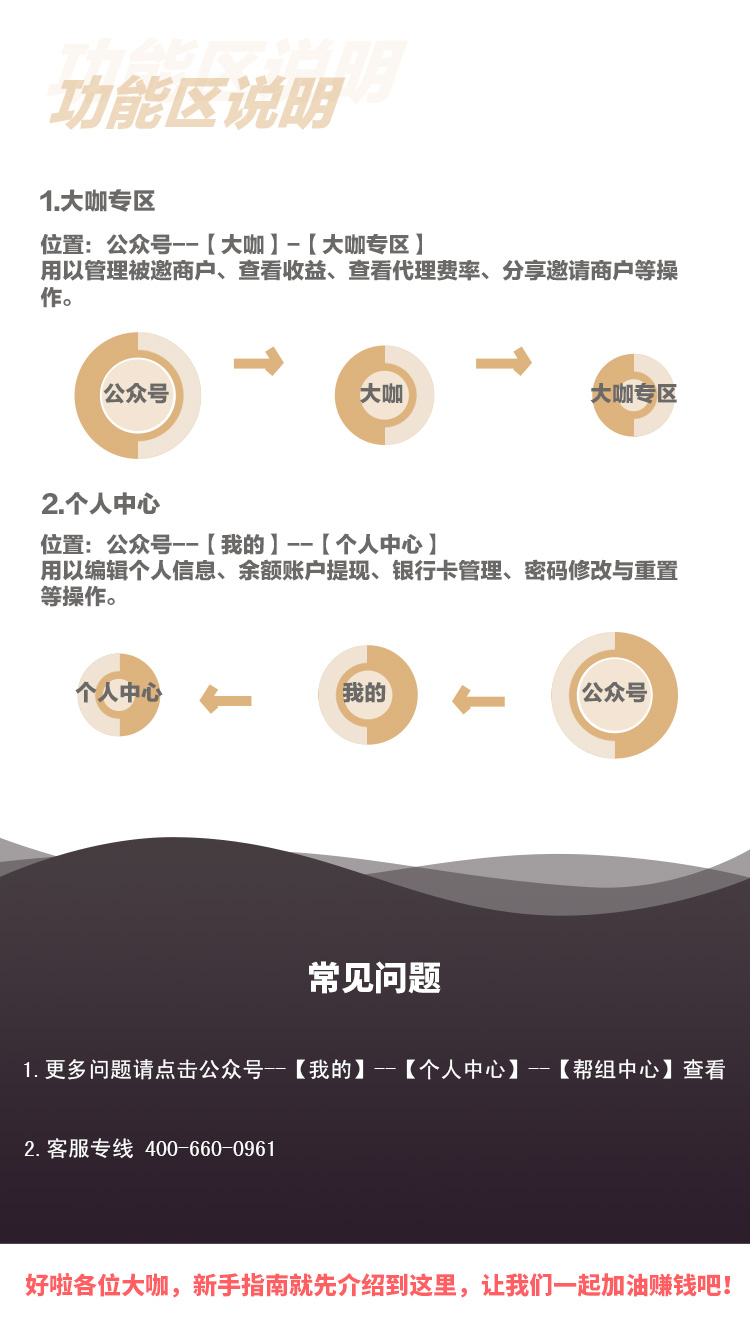 功能区说明
功能区说明
1.大咖专区
位置：公众号--【大咖】-【大咖专区】
用以管理被邀商户、查看收益、查看代理费率、分享邀请商户等操
作。
公众号
大咖
大咖专区
2.个人中心
位置：公众号--【我的】--【个人中心】
用以编辑个人信息、余额账户提现、银行卡管理、密码修改与重置
等操作。
个人中心
我的
公众号
常见问题
1. 更多问题请点击公众号--【我的】--【个人中心】--【帮组中心】查看
2. 客服专线 400-660-0961
好啦各位大咖，新手指南就先介绍到这里，让我们一起加油赚钱吧！